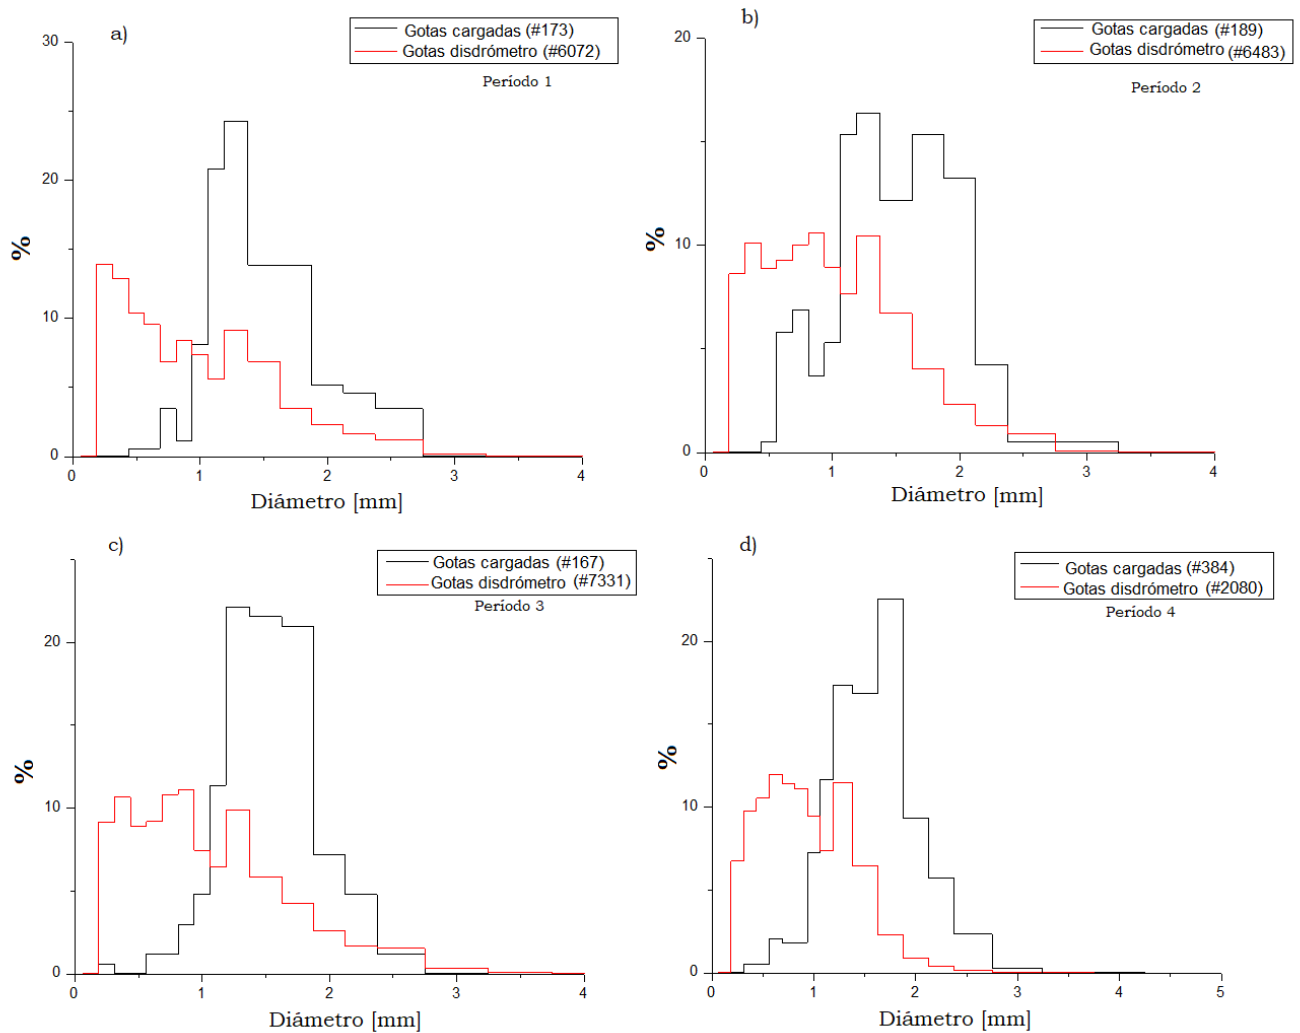 a)
Gotas cargadas (#173)
Gotas disdrómetro (#6072)
Período 1
30
20
10
0
%
0 1 2 3 4
Diámetro [mm]
b)
Gotas cargadas (#189)
Gotas disdrómetro (#6483)
Período 2
20
10
0
%
0 1 2 3 4
Diámetro [mm]
c)
Gotas cargadas (#167)
Gotas disdrómetro (#7331)
Período 3
20
10
0
%
0 1 2 3 4
Diámetro [mm]
d)
Gotas cargadas (#384)
Gotas disdrómetro (#2080)
Período 4
20
10
0
%
0 1 2 3 4 5
Diámetro [mm]